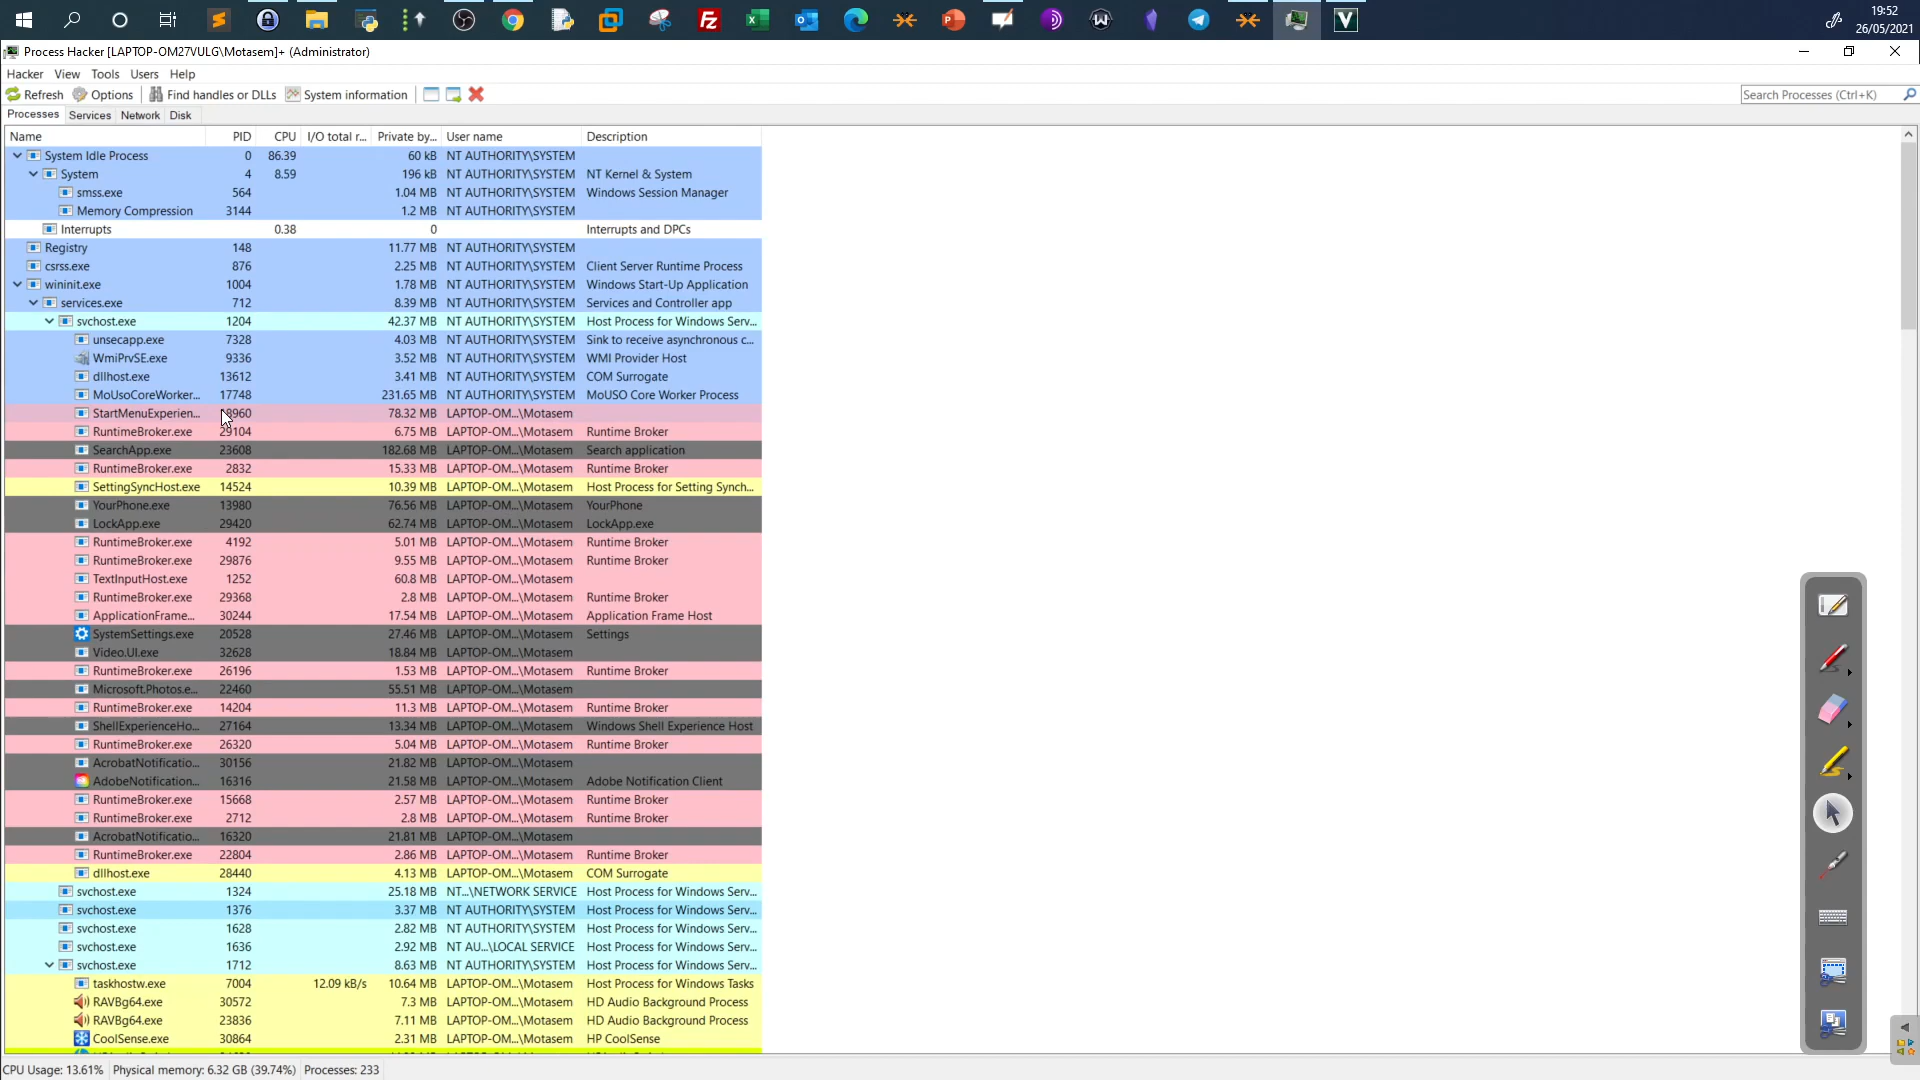 19:52
26/05/2021
Process Hacker [LAPTOP-OM27VULG\Motasem]+ (Administrator)
Hacker View Tools Users Help
Refresh Options Find handles or DLLs System information Search Processes (Ctrl+K)
Processes Services Network Disk
Name PID CPU I/O total r... Private by... User name Description
System Idle Process 0 86.39 60 kB NT AUTHORITY\SYSTEM
System 4 8.59 196 kB NT AUTHORITY\SYSTEM NT Kernel & System
smss.exe 564 1.04 MB NT AUTHORITY\SYSTEM Windows Session Manager
Memory Compression 3144 1.2 MB NT AUTHORITY\SYSTEM
Interrupts 0.38 0 Interrupts and DPCs
Registry 148 11.77 MB NT AUTHORITY\SYSTEM
csrss.exe 876 2.25 MB NT AUTHORITY\SYSTEM Client Server Runtime Process
wininit.exe 1004 1.78 MB NT AUTHORITY\SYSTEM Windows Start-Up Application
services.exe 712 8.39 MB NT AUTHORITY\SYSTEM Services and Controller app
svchost.exe 1204 42.37 MB NT AUTHORITY\SYSTEM Host Process for Windows Serv...
unsecapp.exe 7328 4.03 MB NT AUTHORITY\SYSTEM Sink to receive asynchronous c...
WmiPrvSE.exe 9336 3.52 MB NT AUTHORITY\SYSTEM WMI Provider Host
dllhost.exe 13612 3.41 MB NT AUTHORITY\SYSTEM COM Surrogate
MoUsoCoreWorker... 17748 231.65 MB NT AUTHORITY\SYSTEM MoUSO Core Worker Process
StartMenuExperien... 78.32 MB LAPTOP-OM...\Motasem
RuntimeBroker.exe 29104 6.75 MB LAPTOP-OM...\Motasem Runtime Broker
SearchApp.exe 23608 182.68 MB LAPTOP-OM...\Motasem Search application
RuntimeBroker.exe 2832 15.33 MB LAPTOP-OM...\Motasem Runtime Broker
SettingSyncHost.exe 14524 10.39 MB LAPTOP-OM...\Motasem Host Process for Setting Synch...
YourPhone.exe 13980 76.56 MB LAPTOP-OM...\Motasem YourPhone
LockApp.exe 29420 62.74 MB LAPTOP-OM...\Motasem LockApp.exe
RuntimeBroker.exe 4192 5.01 MB LAPTOP-OM...\Motasem Runtime Broker
RuntimeBroker.exe 29876 9.55 MB LAPTOP-OM...\Motasem Runtime Broker
TextInputHost.exe 1252 60.8 MB LAPTOP-OM...\Motasem
RuntimeBroker.exe 29368 2.8 MB LAPTOP-OM...\Motasem Runtime Broker
ApplicationFrame... 30244 17.54 MB LAPTOP-OM...\Motasem Application Frame Host
SystemSettings.exe 20528 27.46 MB LAPTOP-OM...\Motasem Settings
Video.UI.exe 32628 18.84 MB LAPTOP-OM...\Motasem
RuntimeBroker.exe 26196 1.53 MB LAPTOP-OM...\Motasem Runtime Broker
Microsoft.Photos.e... 22460 55.51 MB LAPTOP-OM...\Motasem
RuntimeBroker.exe 14204 11.3 MB LAPTOP-OM...\Motasem Runtime Broker
ShellExperienceHo... 27164 13.34 MB LAPTOP-OM...\Motasem Windows Shell Experience Host
RuntimeBroker.exe 26320 5.04 MB LAPTOP-OM...\Motasem Runtime Broker
AcrobatNotificatio... 30156 21.82 MB LAPTOP-OM...\Motasem
AdobeNotification... 16316 21.58 MB LAPTOP-OM...\Motasem Adobe Notification Client
RuntimeBroker.exe 15668 2.57 MB LAPTOP-OM...\Motasem Runtime Broker
RuntimeBroker.exe 2712 2.8 MB LAPTOP-OM...\Motasem Runtime Broker
AcrobatNotificatio... 16320 21.81 MB LAPTOP-OM...\Motasem
RuntimeBroker.exe 22804 2.86 MB LAPTOP-OM...\Motasem Runtime Broker
dllhost.exe 28440 4.13 MB LAPTOP-OM...\Motasem COM Surrogate
svchost.exe 1324 25.18 MB NT...\NETWORK SERVICE Host Process for Windows Serv...
svchost.exe 1376 3.37 MB NT AUTHORITY\SYSTEM Host Process for Windows Serv...
svchost.exe 1628 2.82 MB NT AUTHORITY\SYSTEM Host Process for Windows Serv...
svchost.exe 1636 2.92 MB NT AU...\LOCAL SERVICE Host Process for Windows Serv...
svchost.exe 1712 8.63 MB NT AUTHORITY\SYSTEM Host Process for Windows Serv...
taskhostw.exe 7004 12.09 kB/s 10.64 MB LAPTOP-OM...\Motasem Host Process for Windows Tasks
RAVBg64.exe 30572 7.3 MB LAPTOP-OM...\Motasem HD Audio Background Process
RAVBg64.exe 23836 7.11 MB LAPTOP-OM...\Motasem HD Audio Background Process
CoolSense.exe 30864 2.31 MB LAPTOP-OM...\Motasem HP CoolSense
CPU Usage: 13.61% Physical memory: 6.32 GB (39.74%) Processes: 233